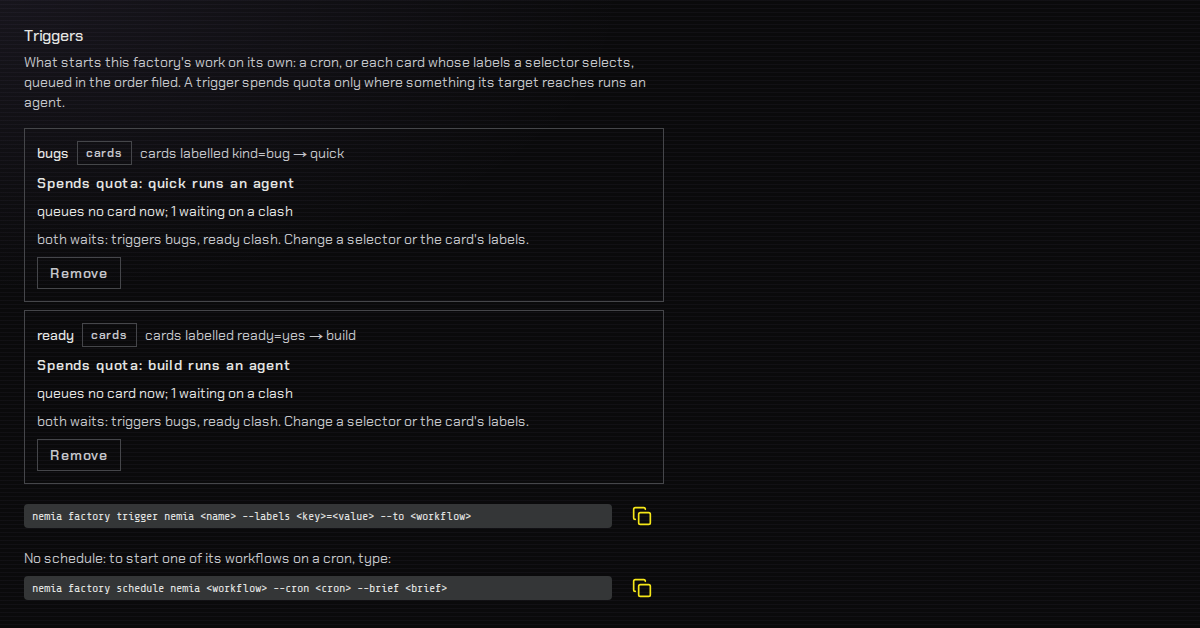 Triggers
What starts this factory's work on its own: a cron, or each card whose labels a selector selects,
queued in the order filed. A trigger spends quota only where something its target reaches runs an
agent.
bugs cards cards labelled kind=bug → quick
Spends quota: quick runs an agent
queues no card now; 1 waiting on a clash
both waits: triggers bugs, ready clash. Change a selector or the card's labels.
Remove
ready cards cards labelled ready=yes → build
Spends quota: build runs an agent
queues no card now; 1 waiting on a clash
both waits: triggers bugs, ready clash. Change a selector or the card's labels.
Remove
nemia factory trigger nemia <name> --labels <key>=<value> --to <workflow>
No schedule: to start one of its workflows on a cron, type:
nemia factory schedule nemia <workflow> --cron <cron> --brief <brief>